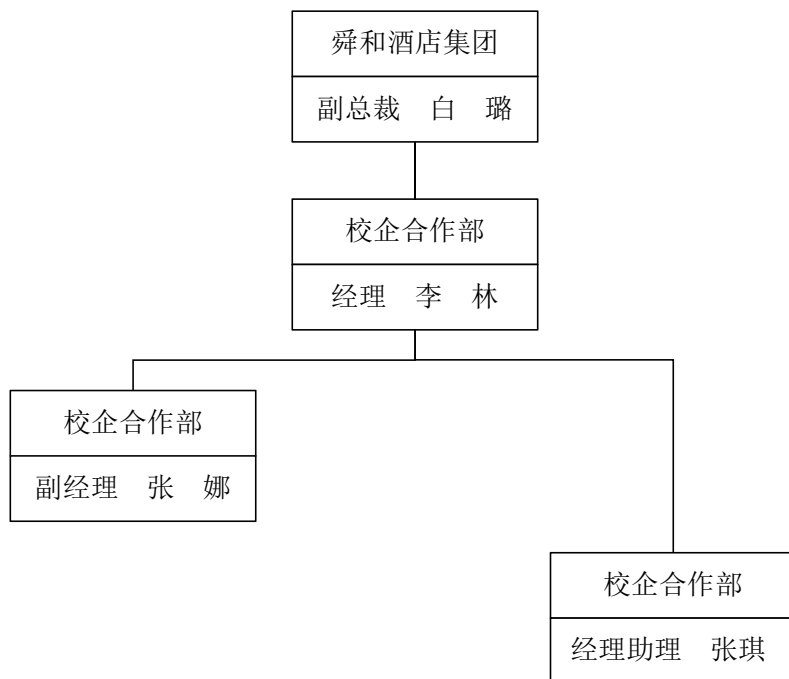 舜和酒店集团
副总裁　白　璐
校企合作部
经理　李　林
校企合作部
副经理　张　娜
校企合作部
经理助理　张琪